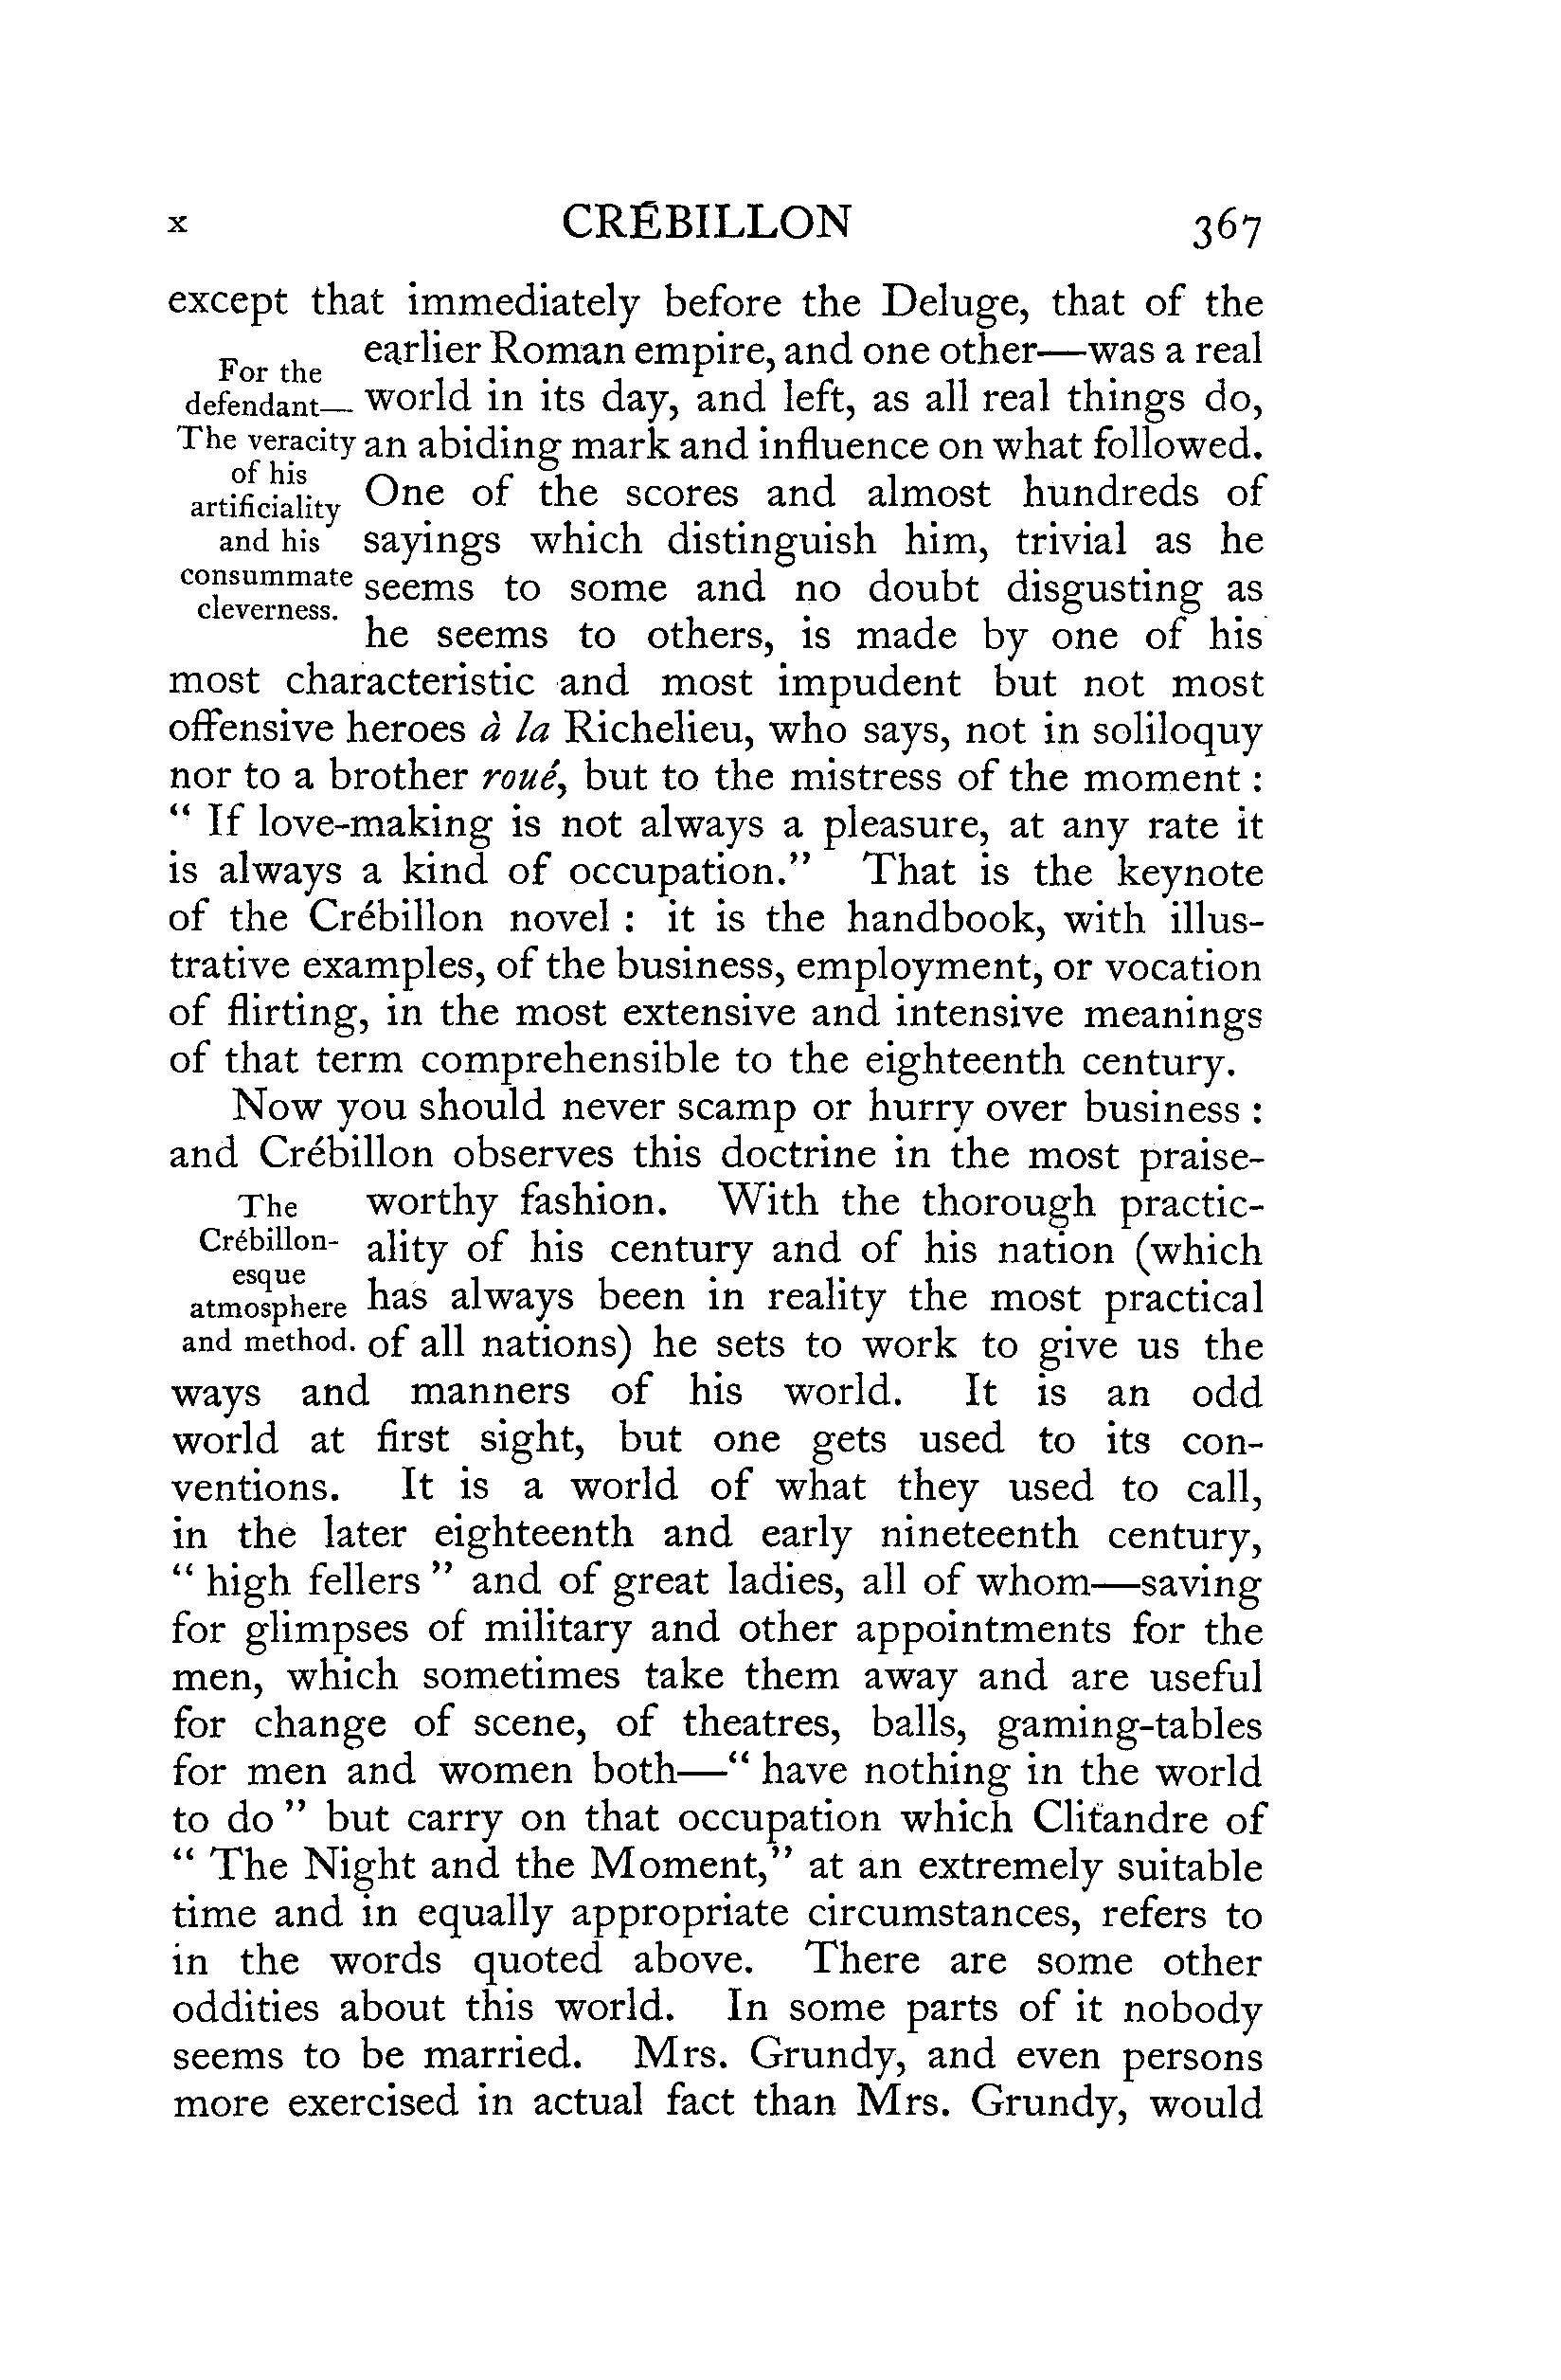 x CRÉBILLON 367
except that immediately before the Deluge, that of the
For the
defendant—
The veracity
of his
artificiality
and his
consummate
cleverness.
earlier Roman empire, and one other—was a real
world in its day, and left, as all real things do,
an abiding mark and influence on what followed.
One of the scores and almost hundreds of
sayings which distinguish him, trivial as he
seems to some and no doubt disgusting as
he seems to others, is made by one of his
most characteristic and most impudent but not most
offensive heroes à la Richelieu, who says, not in soliloquy
nor to a brother roué, but to the mistress of the moment :
“ If love-making is not always a pleasure, at any rate it
is always a kind of occupation.” That is the keynote
of the Crébillon novel : it is the handbook, with illus-
trative examples, of the business, employment, or vocation
of flirting, in the most extensive and intensive meanings
of that term comprehensible to the eighteenth century.
Now you should never scamp or hurry over business :
and Crébillon observes this doctrine in the most praise-
The
Crébillon-
esque
atmosphere
and method.
worthy fashion. With the thorough practic-
ality of his century and of his nation (which
has always been in reality the most practical
of all nations) he sets to work to give us the
ways and manners of his world. It is an odd
world at first sight, but one gets used to its con-
ventions. It is a world of what they used to call,
in the later eighteenth and early nineteenth century,
“ high fellers ” and of great ladies, all of whom—saving
for glimpses of military and other appointments for the
men, which sometimes take them away and are useful
for change of scene, of theatres, balls, gaming-tables
for men and women both—“ have nothing in the world
to do ” but carry on that occupation which Clitandre of
“ The Night and the Moment,” at an extremely suitable
time and in equally appropriate circumstances, refers to
in the words quoted above. There are some other
oddities about this world. In some parts of it nobody
seems to be married. Mrs. Grundy, and even persons
more exercised in actual fact than Mrs. Grundy, would